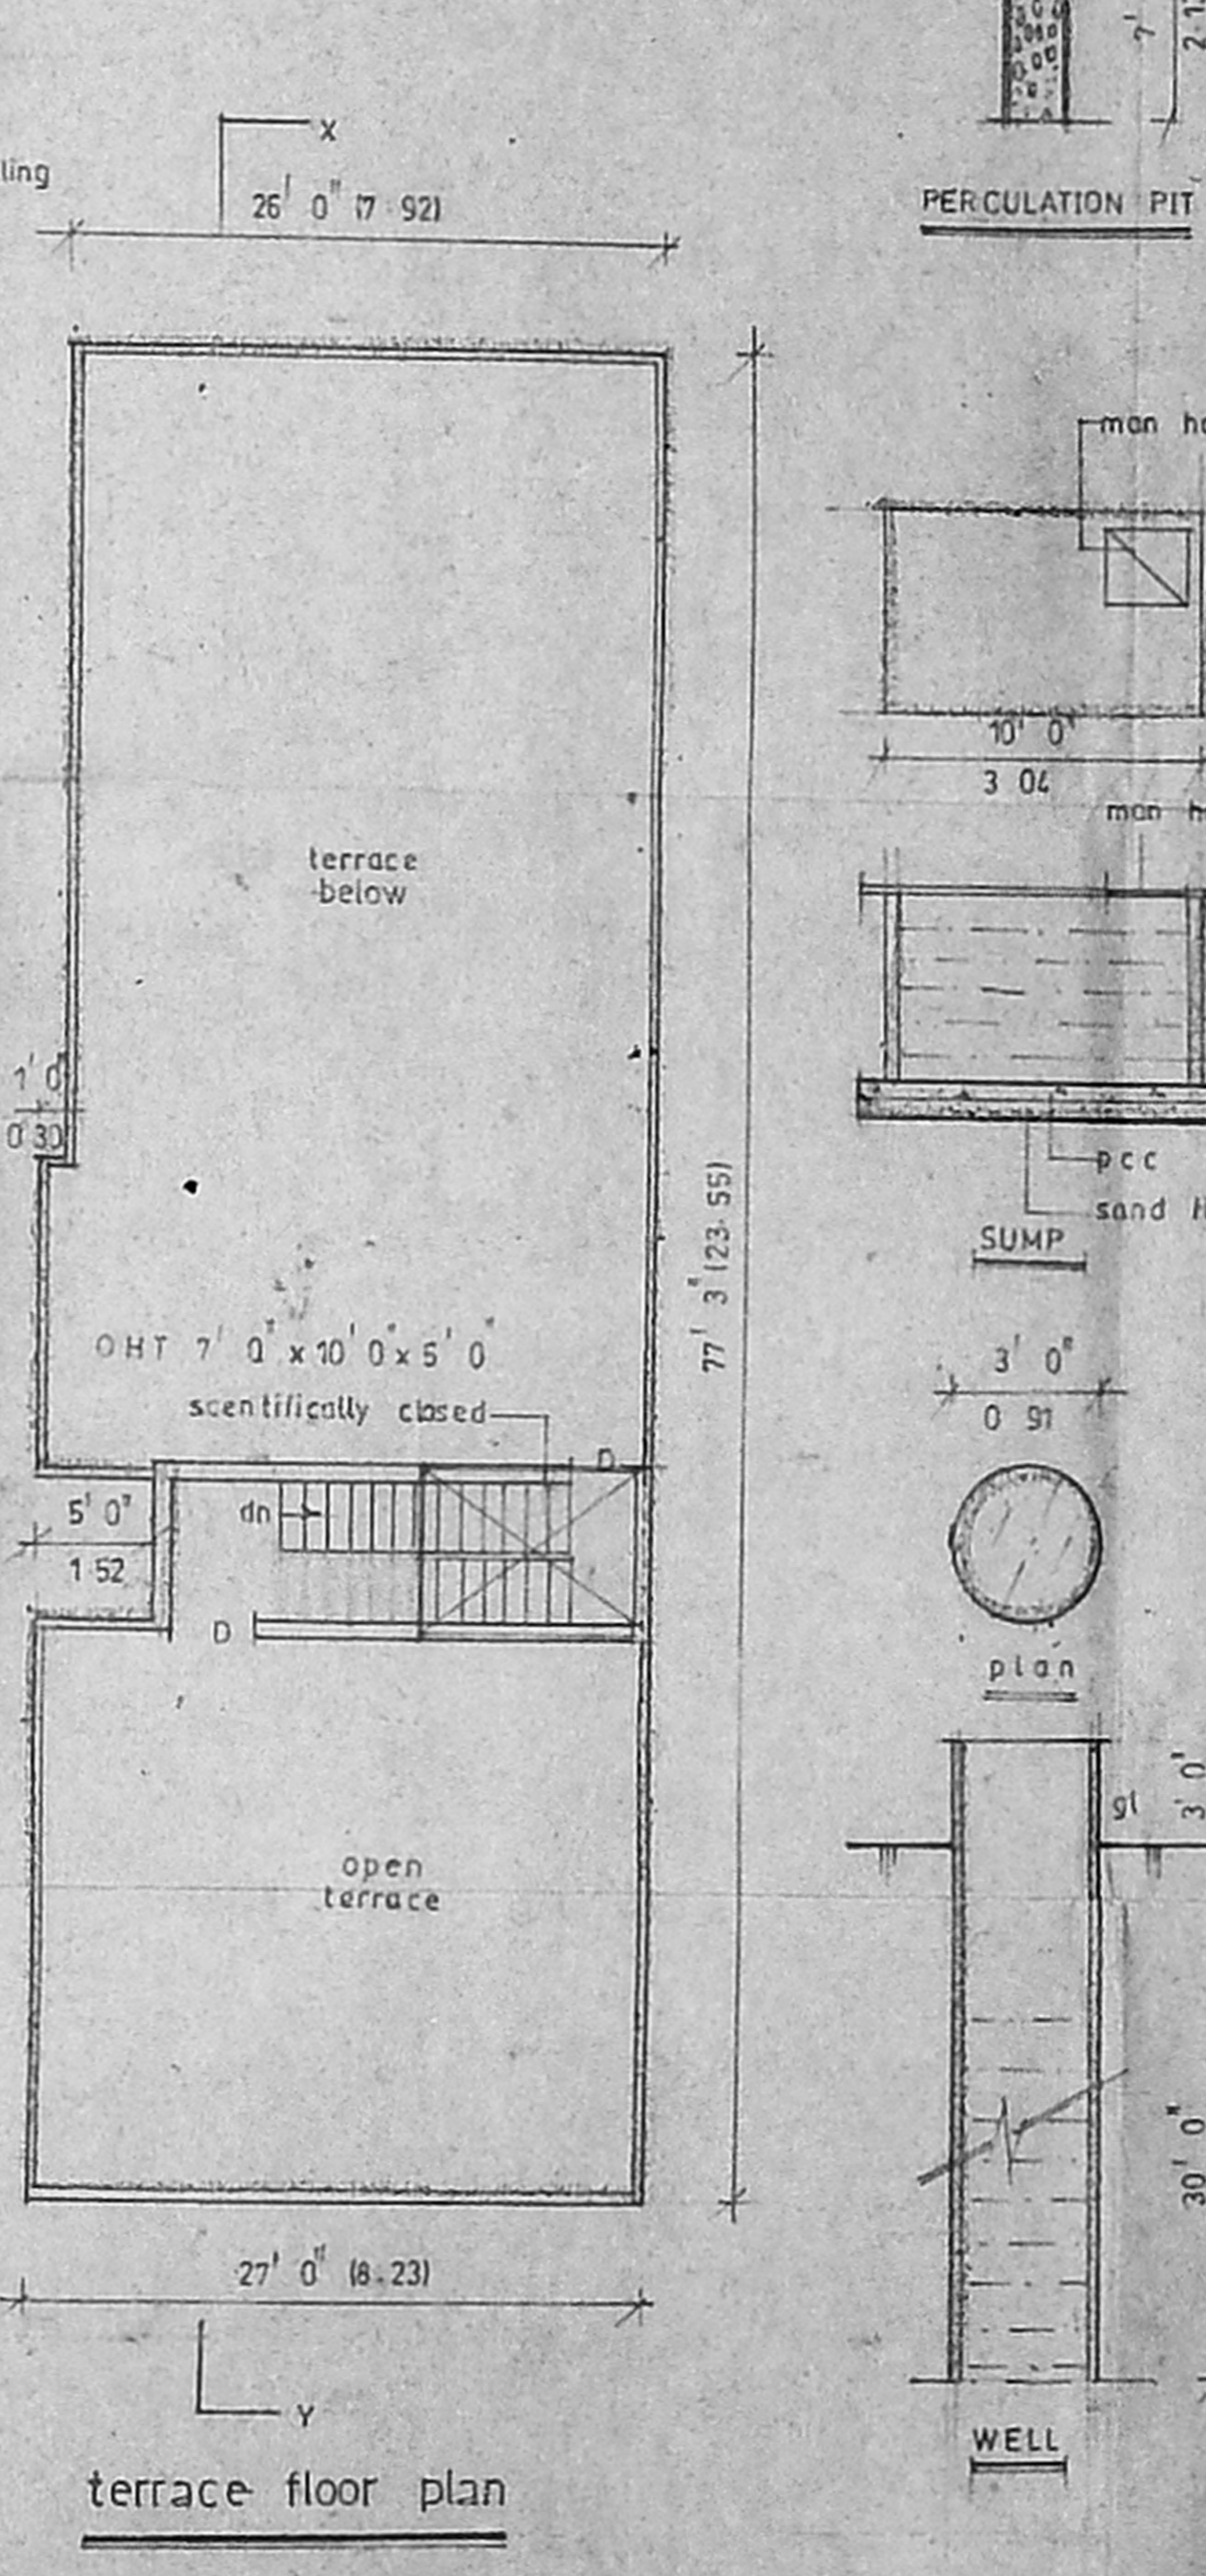 ling
X
26' 0" (7.92)
terrace
below
1' 0"
0 30
77' 3" (23.55)
OHT 7' 0" x 10' 0" x 5' 0"
scentifically closed
D
dn
5' 0"
1 52
D
open
terrace
27' 0" (8.23)
Y
terrace floor plan
7'
PERCULATION PIT
man
10' 0"
3 04
man
pcc
sand
SUMP
3' 0"
0 91
plan
gl
3' 0"
30' 0"
WELL